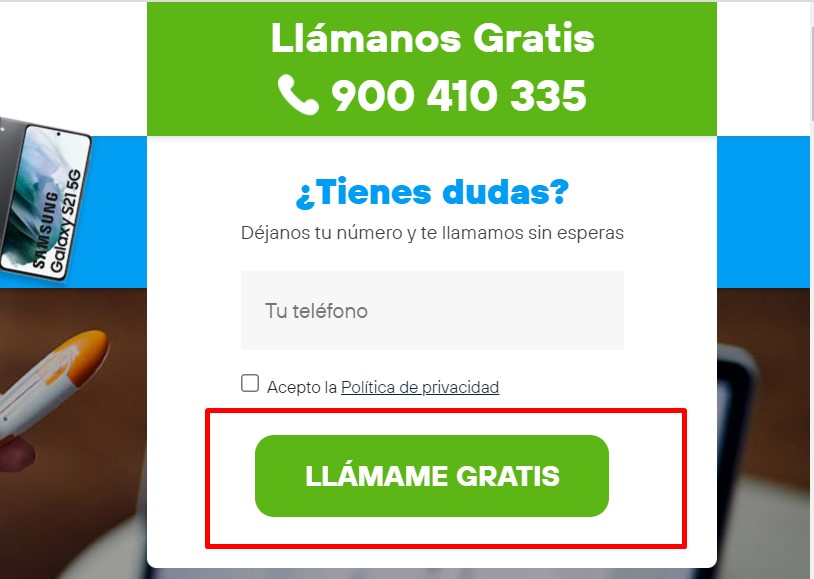 Llámanos Gratis
900 410 335
SAMSUNG
Galaxy S21 5G
¿Tienes dudas?
Déjanos tu número y te llamamos sin esperas
Tu teléfono
Acepto la Política de privacidad
LLÁMAME GRATIS